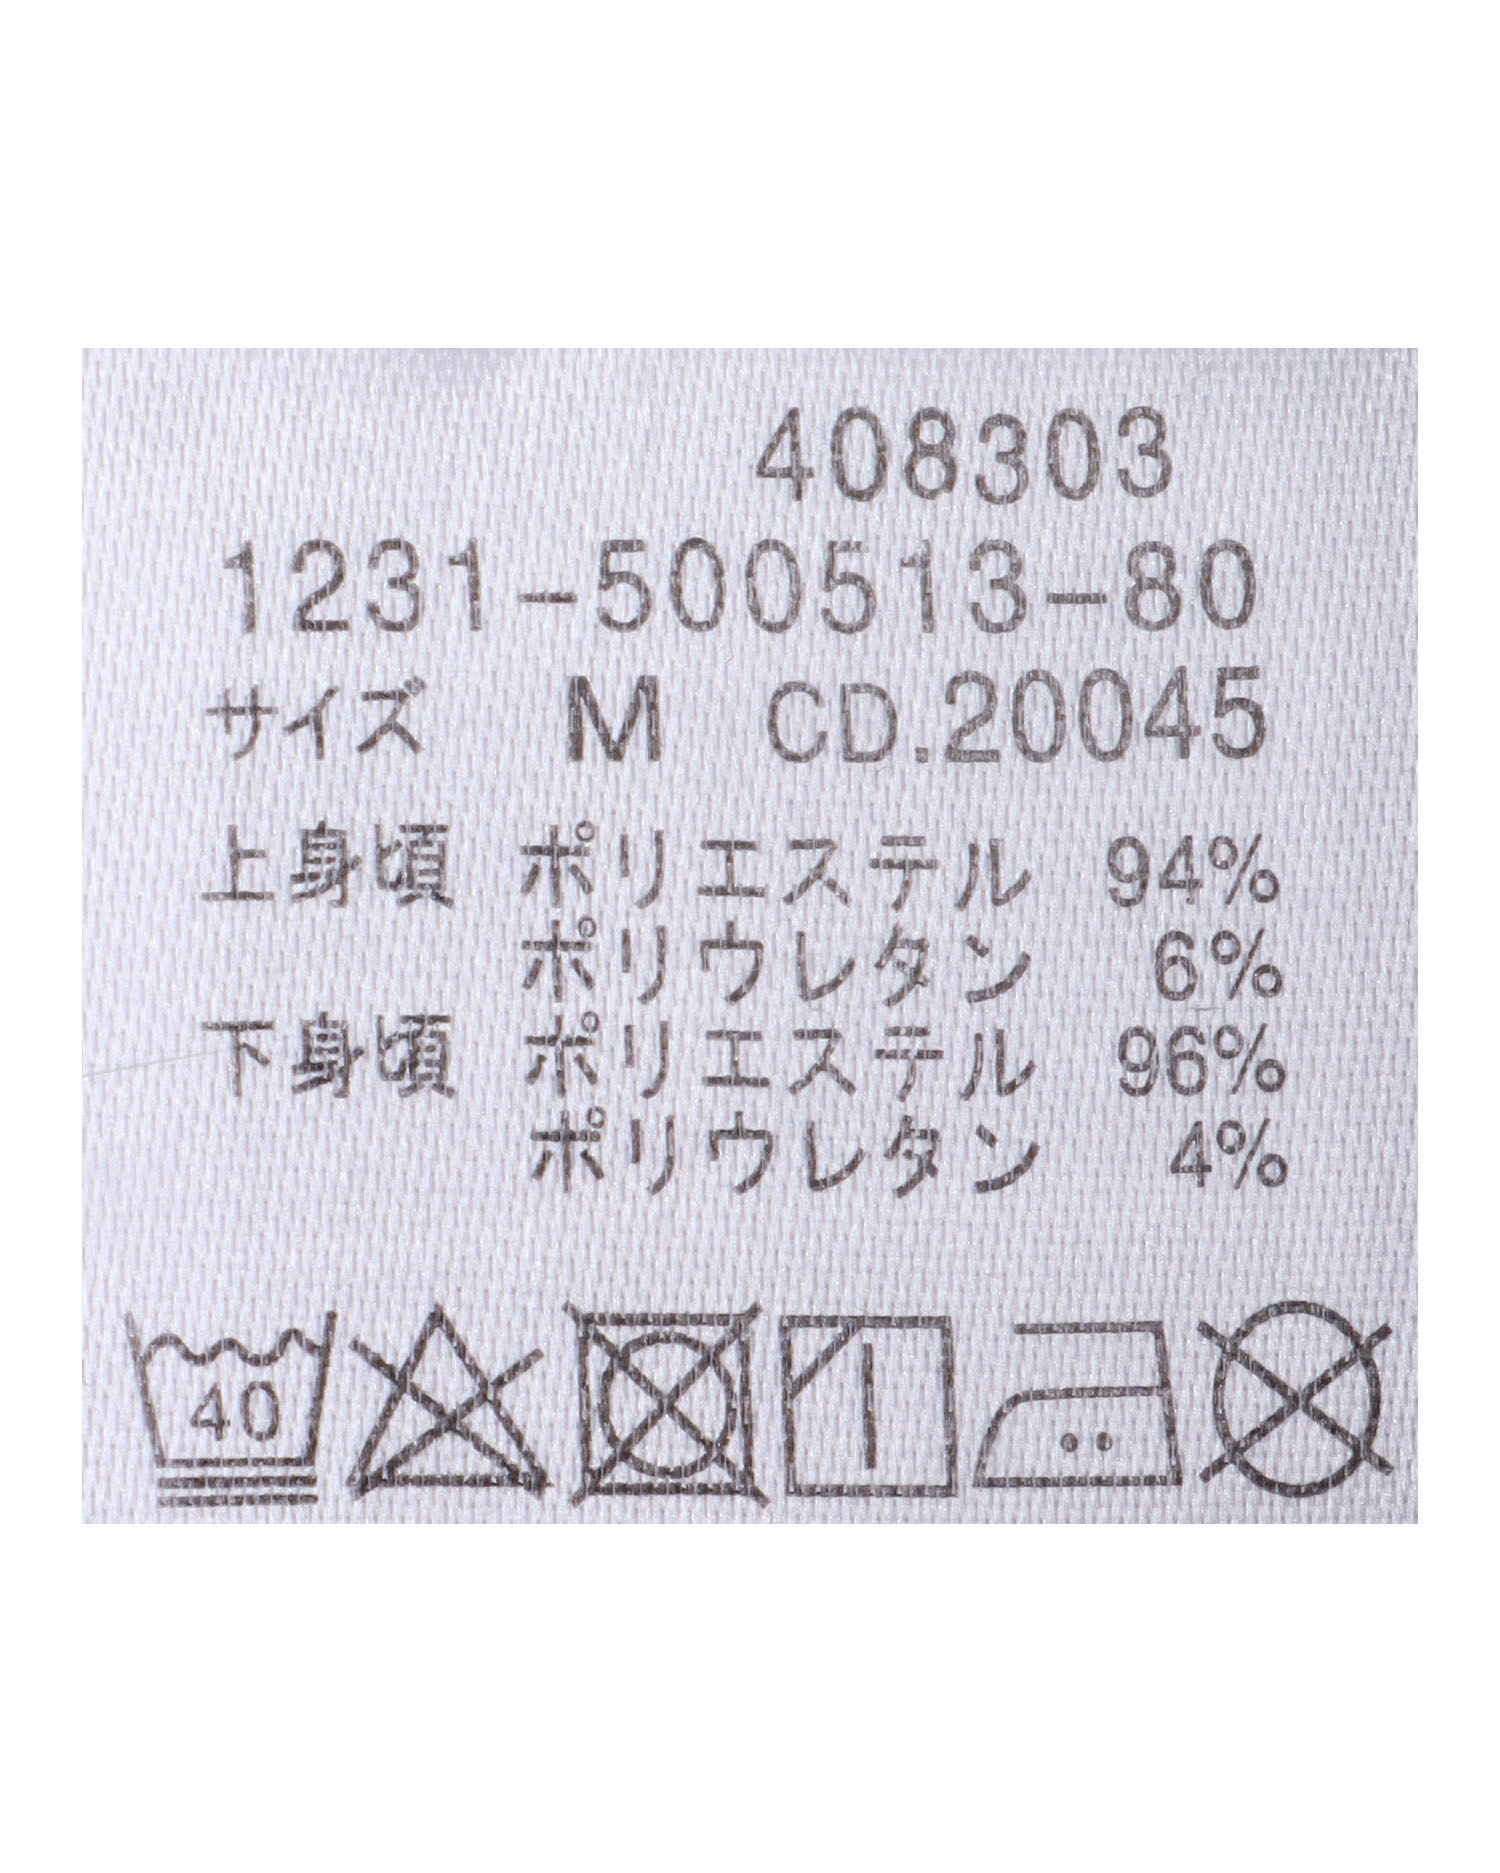 408303
1231-500513-80
サイズ M CD.20045
上身頃 ポリエステル 94%
ポリウレタン 6%
下身頃 ポリエステル 96%
ポリウレタン 4%
40